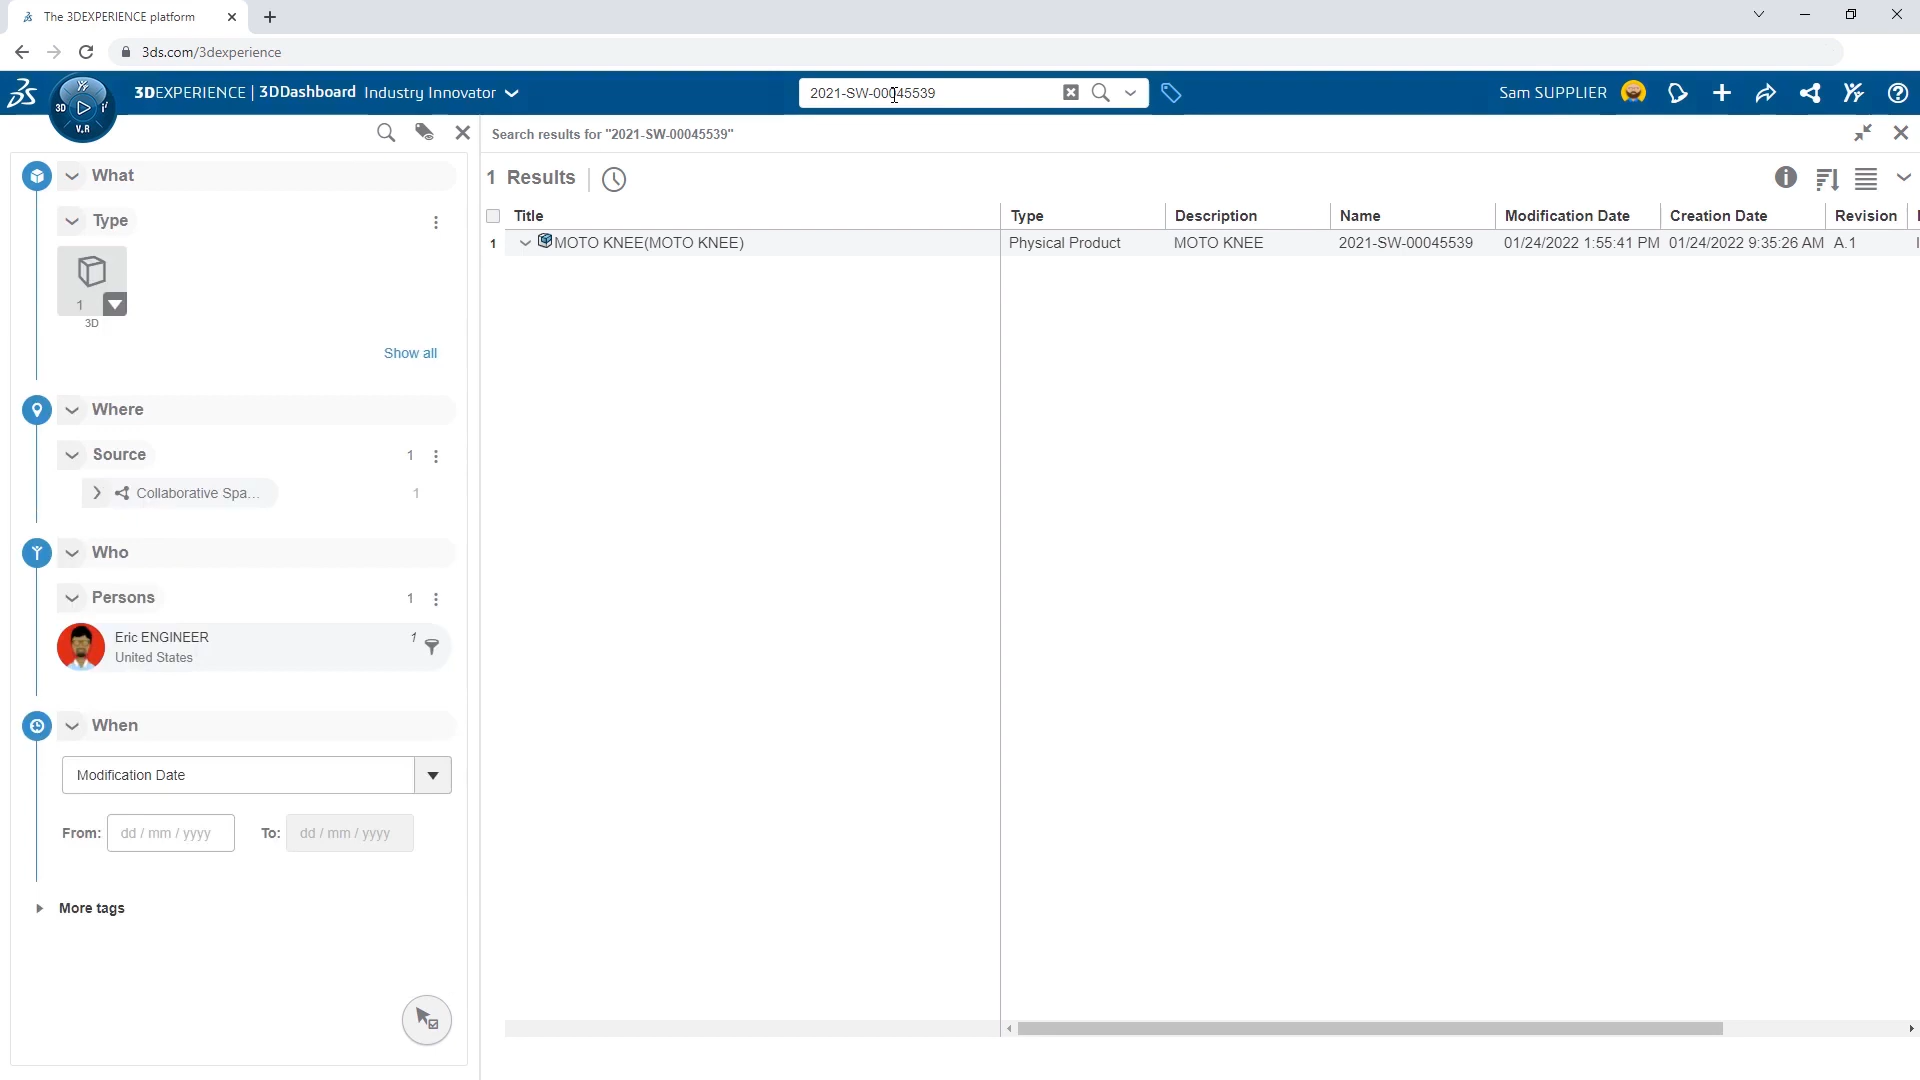 The 3DEXPERIENCE platform
3ds.com/3dexperience
3DEXPERIENCE | 3DDashboard Industry Innovator
3D
V.R
2021-SW-00045539
Sam SUPPLIER
Search results for "2021-SW-00045539"
1 Results
What
Type
1
3D
Show all
Where
Source 1
Collaborative Spa... 1
Who
Persons 1
Eric ENGINEER 1
United States
When
Modification Date
From: dd / mm / yyyy To: dd / mm / yyyy
More tags
Title Type Description Name Modification Date Creation Date Revision
1 MOTO KNEE(MOTO KNEE) Physical Product MOTO KNEE 2021-SW-00045539 01/24/2022 1:55:41 PM 01/24/2022 9:35:26 AM A.1